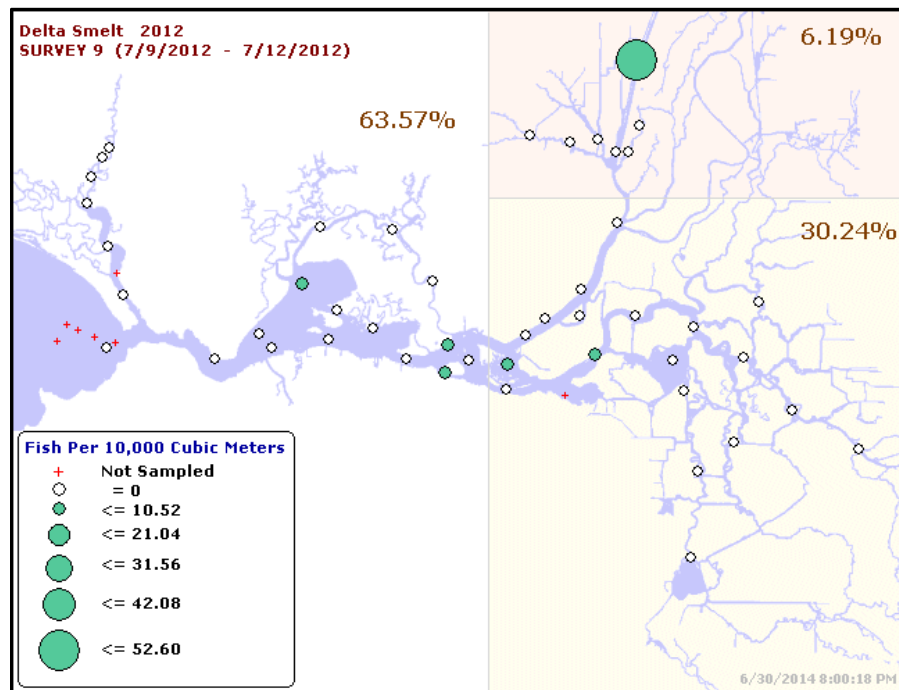 Delta Smelt 2012
SURVEY 9 (7/9/2012 - 7/12/2012)
6.19%
63.57%
30.24%
Fish Per 10,000 Cubic Meters
+ Not Sampled
= 0
<= 10.52
<= 21.04
<= 31.56
<= 42.08
<= 52.60
6/30/2014 8:00:18 PM